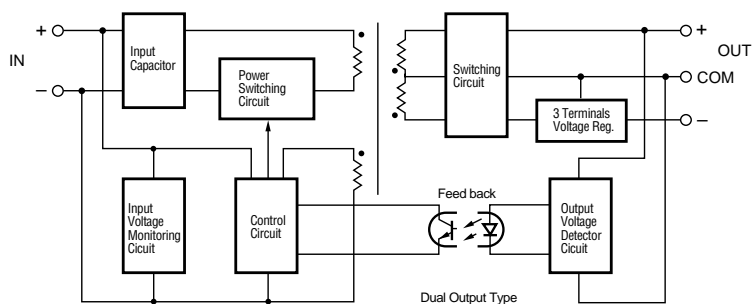 +
IN
−
Input
Capacitor
Power
Switching
Circuit
Switching
Circuit
+
OUT
COM
3 Terminals
Voltage Reg.
−
Input
Voltage
Monitoring
Cicuit
Control
Circuit
Feed back
Output
Voltage
Detector
Cicuit
Dual Output Type